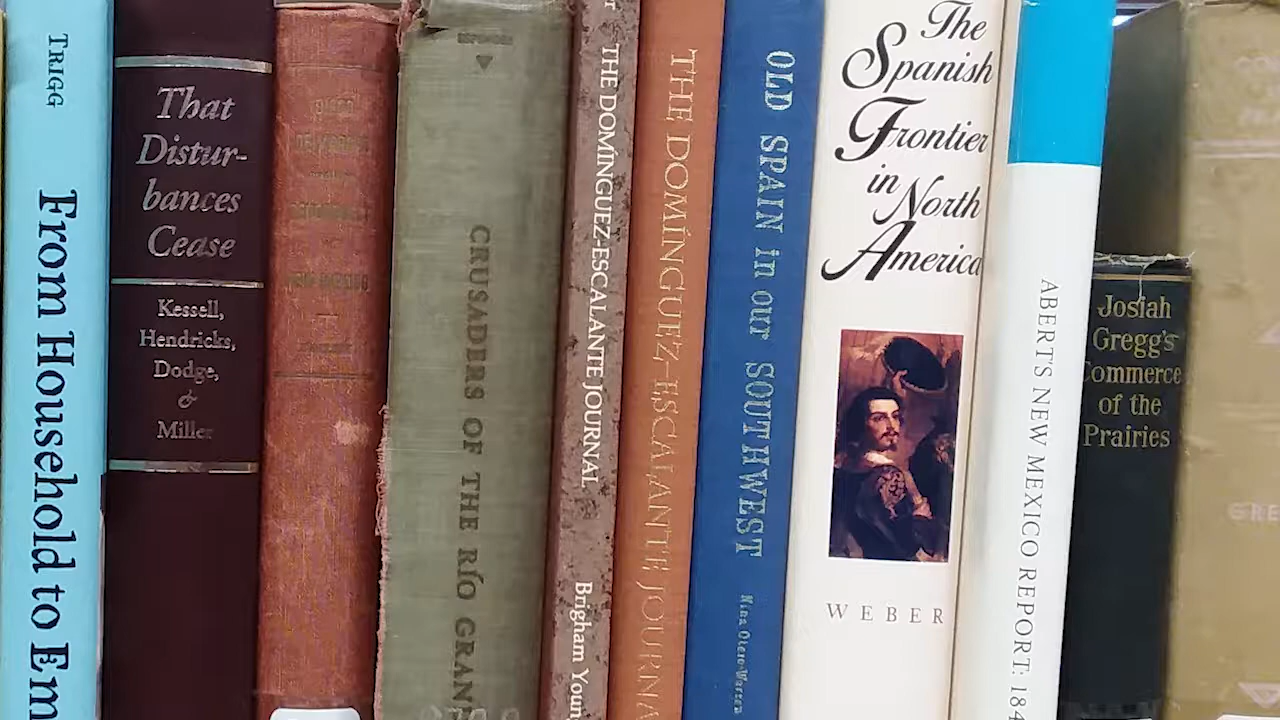 TRIGG
From Household to Em
That
Distur-
bances
Cease
Kessell,
Hendricks,
Dodge,
&
Miller
CRUSADERS OF THE RÍO GRAN
THE DOMÍNGUEZ-ESCALANTE JOURNAL
Brigham Youn
THE DOMÍNGUEZ-ESCALANTE JOURNA
OLD SPAIN in our SOUTHWEST
Nina Otero-Warren
The
Spanish
Frontier
in
North
America
WEBER
ABERT'S NEW MEXICO REPORT: 184
Josiah
Gregg's
Commerce
of the
Prairies
GRE